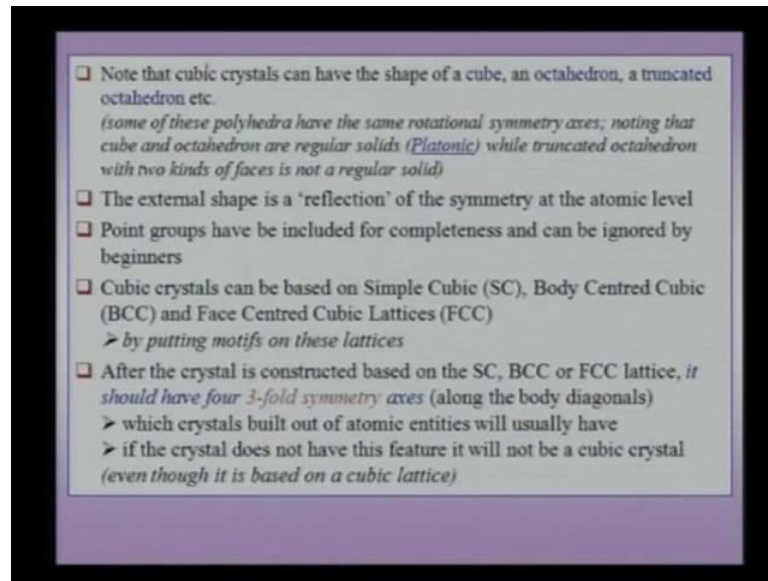 Note that cubic crystals can have the shape of a cube, an octahedron, a truncated
octahedron etc.
(some of these polyhedra have the same rotational symmetry axes; noting that
cube and octahedron are regular solids (Platonic) while truncated octahedron
with two kinds of faces is not a regular solid)
The external shape is a ‘reflection’ of the symmetry at the atomic level
Point groups have be included for completeness and can be ignored by
beginners
Cubic crystals can be based on Simple Cubic (SC), Body Centred Cubic
(BCC) and Face Centred Cubic Lattices (FCC)
➢ by putting motifs on these lattices
After the crystal is constructed based on the SC, BCC or FCC lattice, it
should have four 3-fold symmetry axes (along the body diagonals)
➢ which crystals built out of atomic entities will usually have
➢ if the crystal does not have this feature it will not be a cubic crystal
(even though it is based on a cubic lattice)